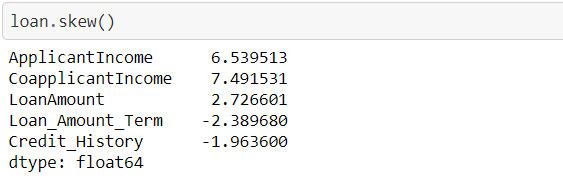 loan.skew()
ApplicantIncome 6.539513
CoapplicantIncome 7.491531
LoanAmount 2.726601
Loan_Amount_Term -2.389680
Credit_History -1.963600
dtype: float64